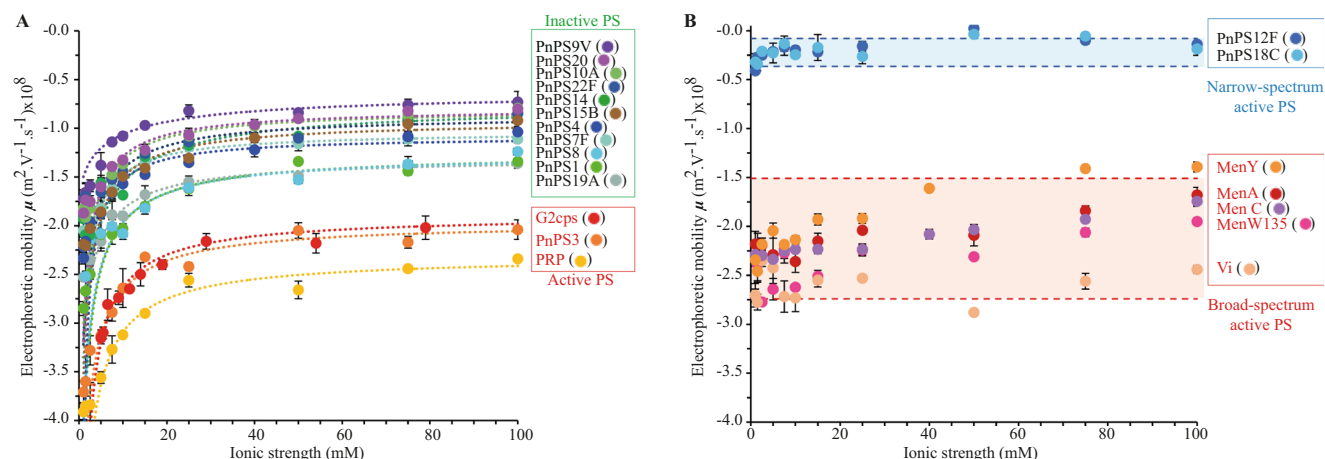 A
Inactive PS
PnPS9V ( )
PnPS20 ( )
PnPS10A ( )
PnPS22F ( )
PnPS14 ( )
PnPS15B ( )
PnPS4 ( )
PnPS7F ( )
PnPS8 ( )
PnPS1 ( )
PnPS19A ( )
G2cps ( )
PnPS3 ( )
PRP ( )
Active PS
Electrophoretic mobility µ (m².V⁻¹.s⁻¹)x10⁸
-0.0
-0.5
-1.0
-1.5
-2.0
-2.5
-3.0
-3.5
-4.0
0 20 40 60 80 100
Ionic strength (mM)
B
PnPS12F ( )
PnPS18C ( )
Narrow-spectrum
active PS
MenY ( )
MenA ( )
Men C ( )
MenW135 ( )
Vi ( )
Broad-spectrum
active PS
Electrophoretic mobility µ (m².V⁻¹.s⁻¹)x10⁸
-0.0
-0.5
-1.0
-1.5
-2.0
-2.5
-3.0
-3.5
-4.0
0 20 40 60 80 100
Ionic strength (mM)